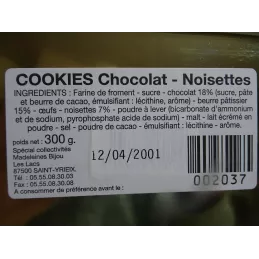 COOKIES Chocolat - Noisettes
INGREDIENTS : Farine de froment - sucre - chocolat 18% (sucre, pâte
et beurre de cacao, émulsifiant : lécithine, arôme) - beurre pâtissier
15% - œufs - noisettes 7% - poudre à lever (bicarbonate d'ammonium
et de sodium, pyrophosphate acide de sodium) - malt - lait écrémé en
poudre - sel - poudre de cacao - émulsifiant : lécithine - arôme.
poids net : 300 g.
Spécial collectivités
Madeleines Bijou
Les Lacs
87500 SAINT-YRIEIX.
Tél. : 05.55.08.30.03
Fax : 05.55.08.30.08
A consommer de préférence avant le :
12/04/2001
002037